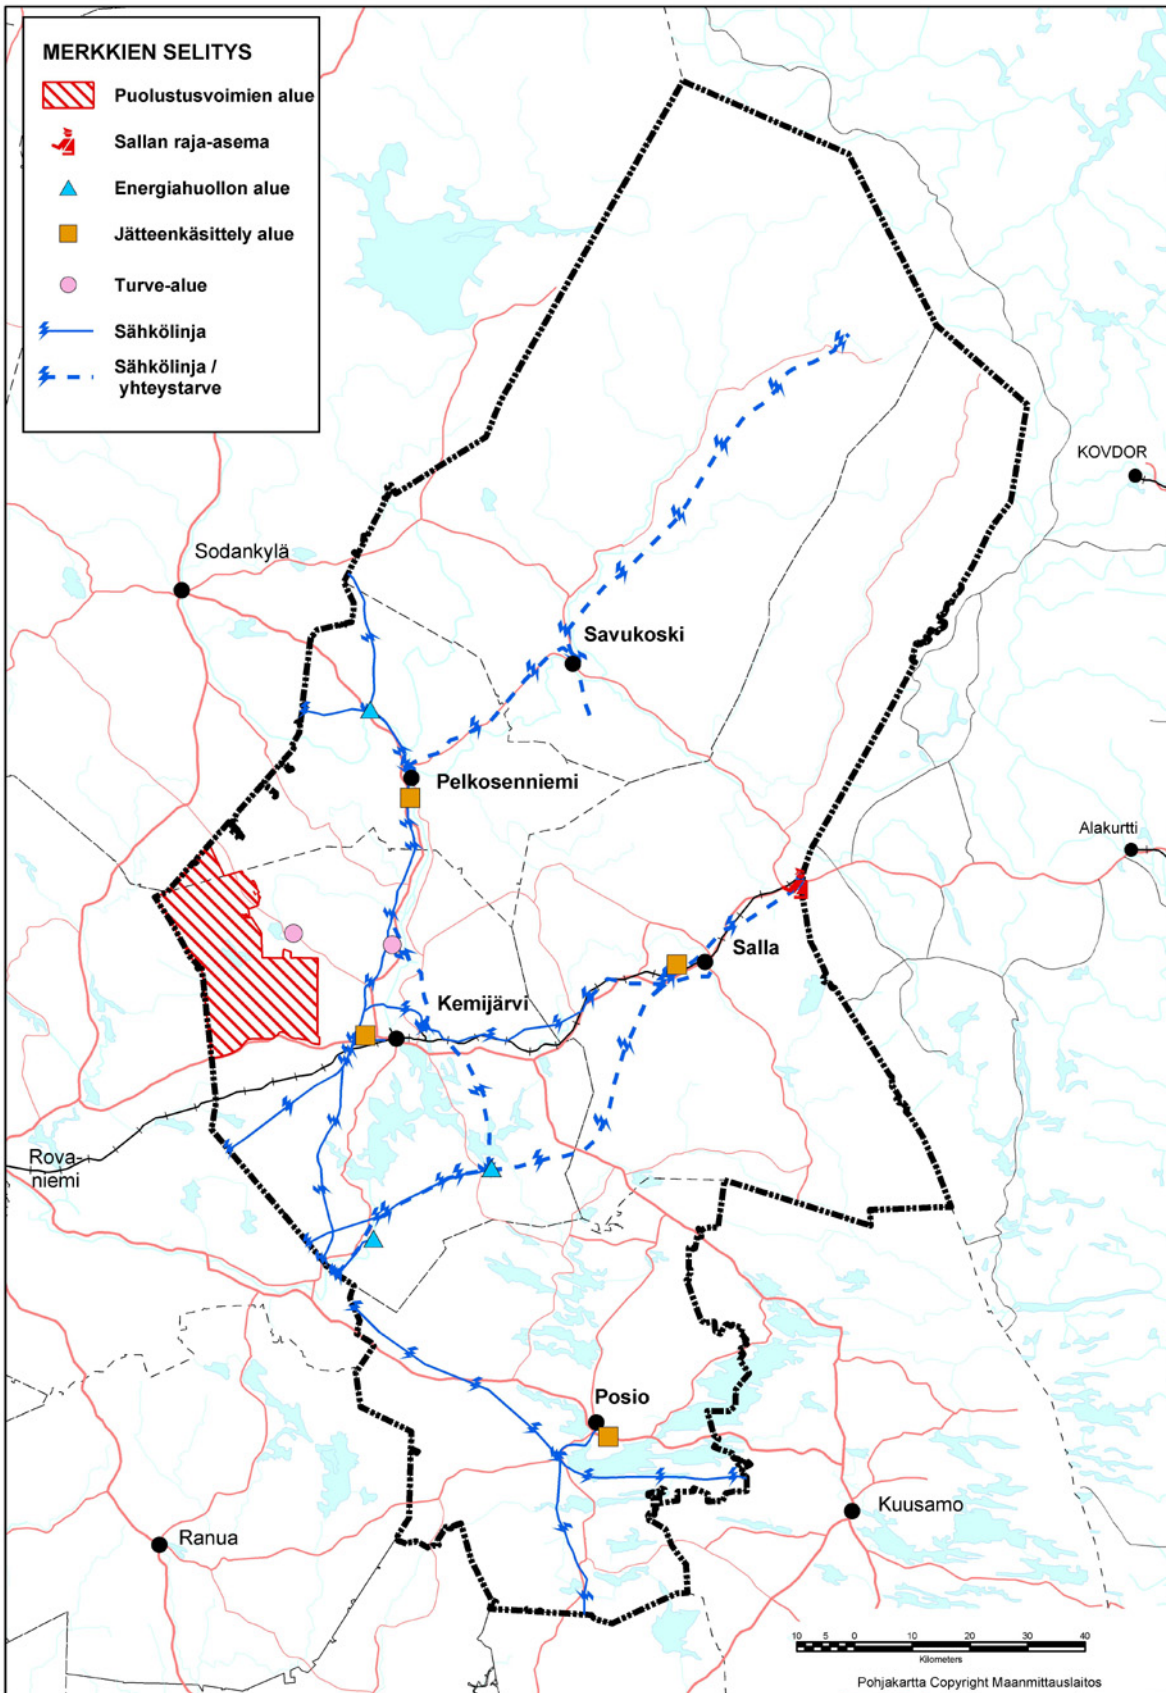 MERKKIEN SELITYS
Puolustusvoimien alue
Sallan raja-asema
Energiahuollon alue
Jätteenkäsittely alue
Turve-alue
Sähkölinja
Sähkölinja /
yhteystarve
KOVDOR
Sodankylä
Savukoski
Pelkosenniemi
Alakurtti
Salla
Kemijärvi
Rova-
niemi
Posio
Kuusamo
Ranua
10 5 0 10 20 30 40
Kilometers
Pohjakartta Copyright Maanmittauslaitos